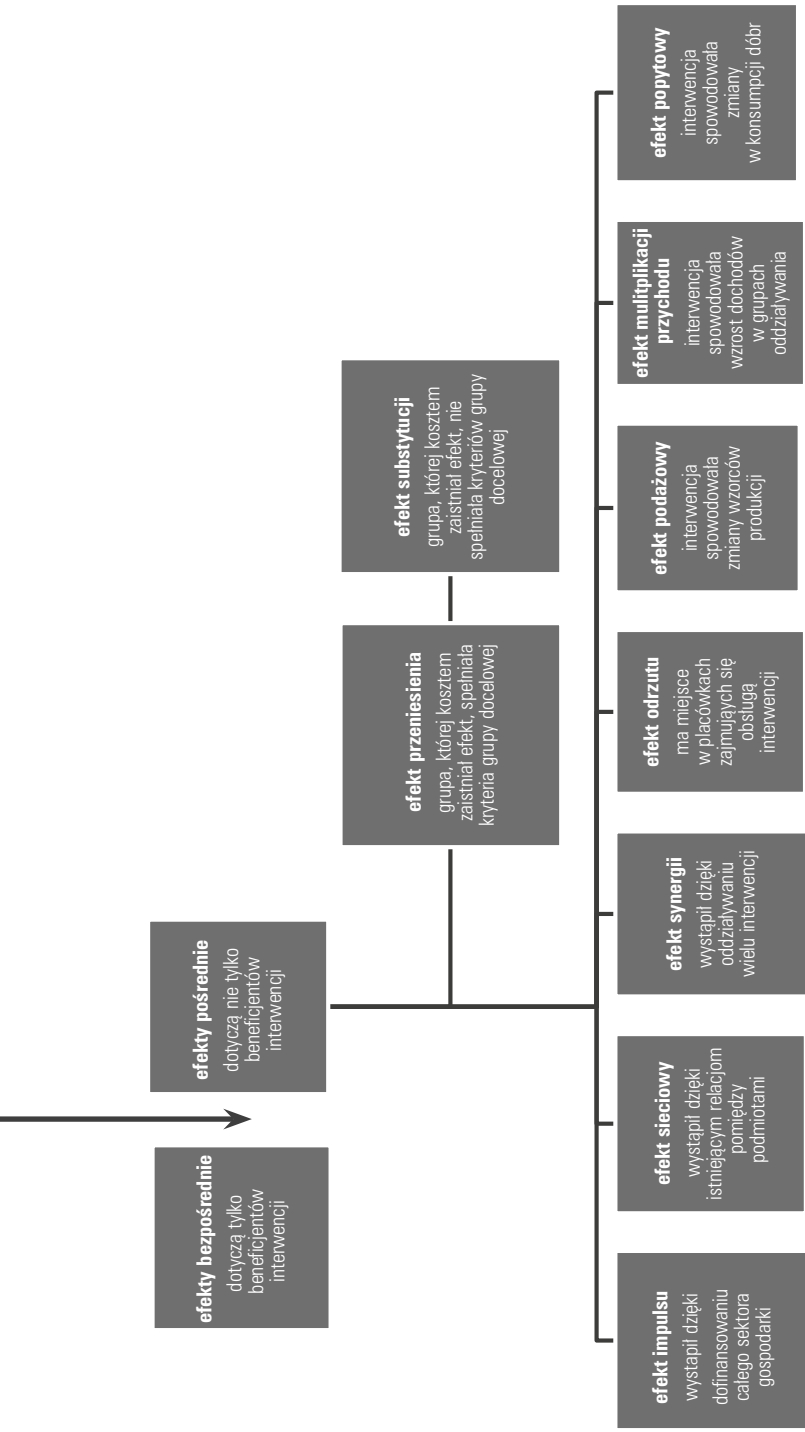 efekty bezpośrednie
dotyczą tylko
beneficjentów
interwencji
efekty pośrednie
dotyczą nie tylko
beneficjentów
interwencji
efekt przeniesienia
grupa, której kosztem
zaistniał efekt, spełniała
kryteria grupy docelowej
efekt substytucji
grupa, której kosztem
zaistniał efekt, nie
spełniała kryteriów grupy
docelowej
efekt impulsu
wystąpił dzięki
dofinansowaniu
całego sektora
gospodarki
efekt sieciowy
wystąpił dzięki
istniejącym relacjom
pomiędzy
podmiotami
efekt synergii
wystąpił dzięki
oddziaływaniu
wielu interwencji
efekt odrzutu
ma miejsce
w placówkach
zajmujących się
obsługą
interwencji
efekt podażowy
interwencja
spowodowała
zmiany wzorców
produkcji
efekt mulitplikacji
przychodu
interwencja
spowodowała
wzrost dochodów
w grupach
oddziaływania
efekt popytowy
interwencja
spowodowała
zmiany
w konsumpcji dóbr